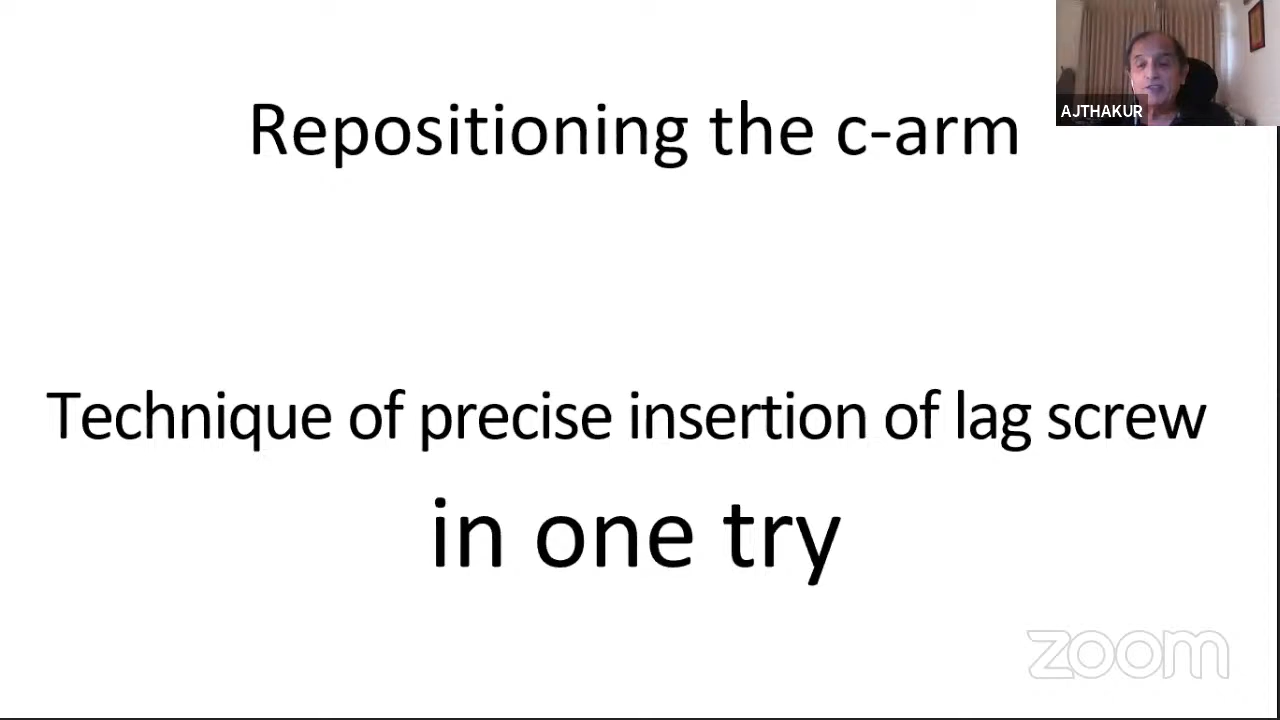 Repositioning the c-arm
AJTHAKUR
Technique of precise insertion of lag screw
in one try
zoom